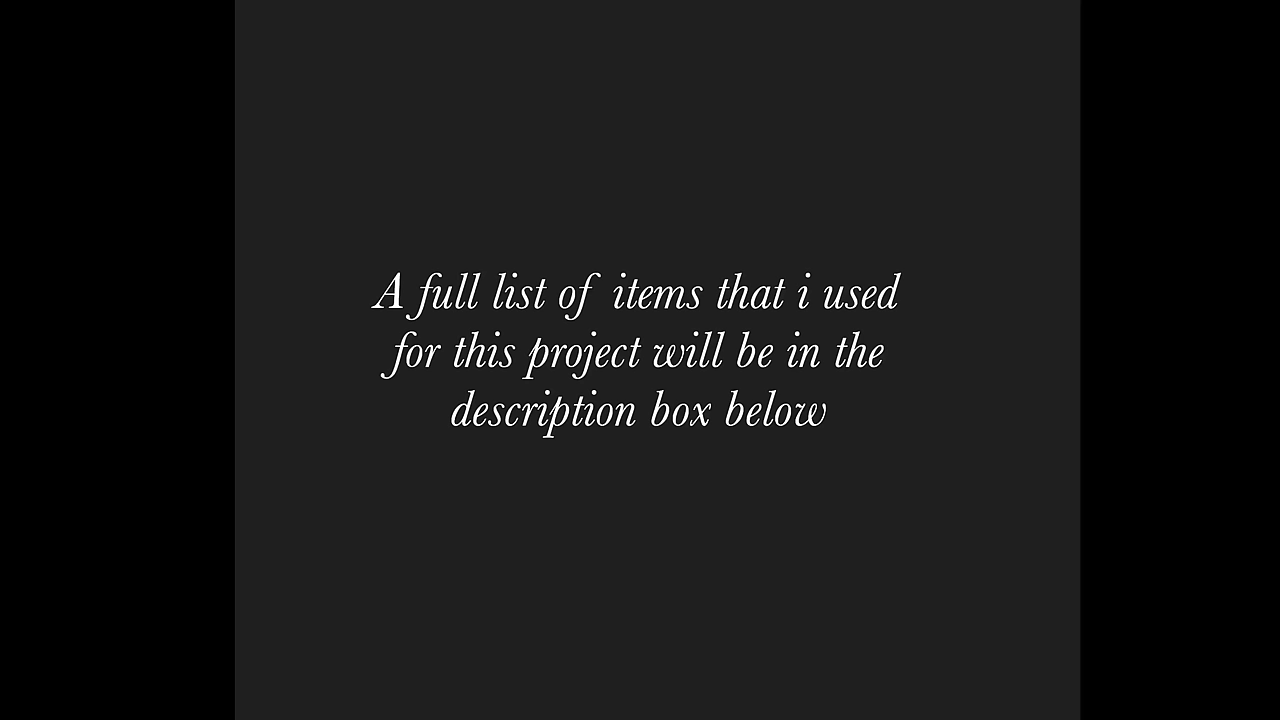 A full list of items that i used
for this project will be in the
description box below